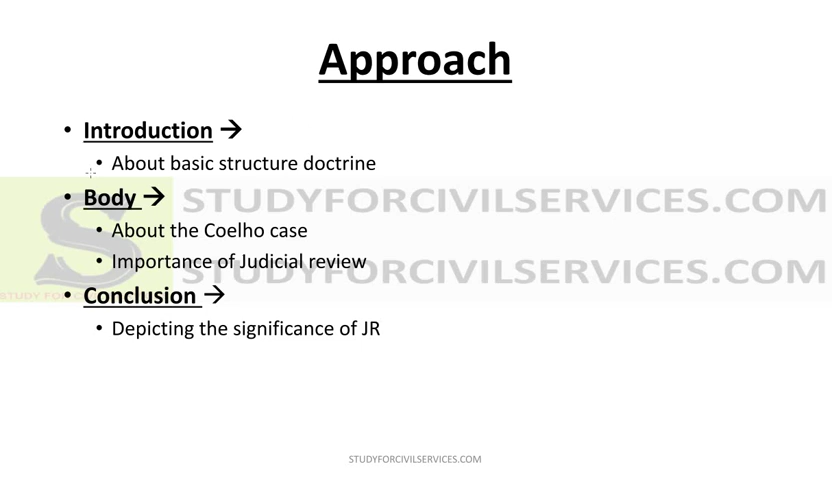 Approach
• Introduction →
• About basic structure doctrine
• Body →
STUDYFORCIVILSERVICES.COM
• About the Coelho case
• Importance of Judicial review
STUDYFORCIVILSERVICES.COM
• Conclusion →
• Depicting the significance of JR
STUDYFORCIVILSERVICES.COM